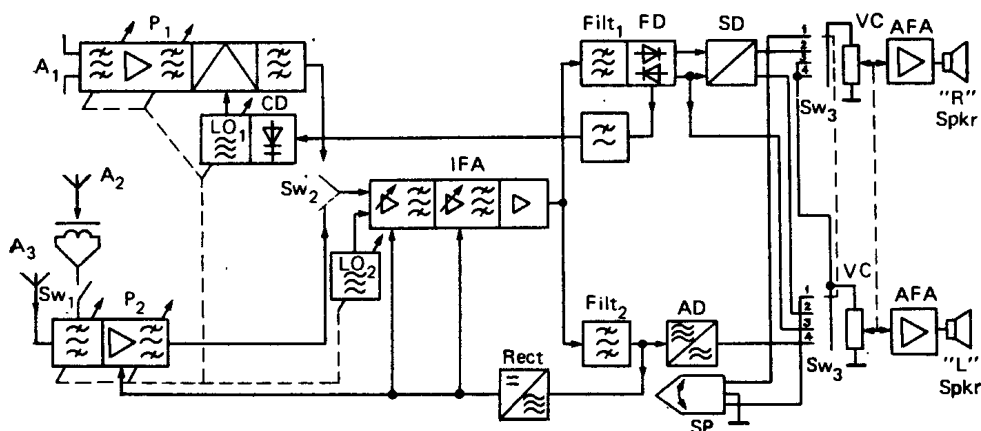 P1
Filt1
FD
SD
1
2
3
4
VC
AFA
A1
"R"
Spkr
Sw3
LO1
CD
A2
Sw2
IFA
A3
LO2
VC
Sw1
P2
Filt2
AD
1
2
3
4
AFA
Rect
Sw3
"L"
Spkr
SP